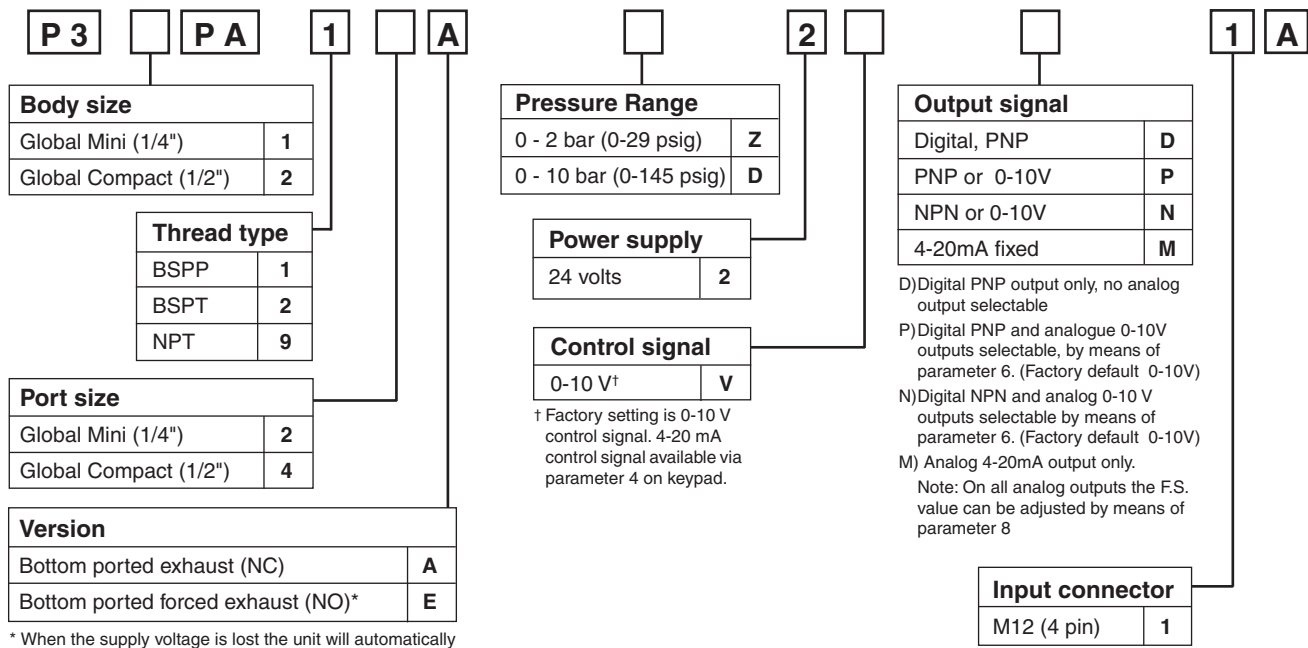 P 3 P A 1 A 2 1 A
Body size
Global Mini (1/4") 1
Global Compact (1/2") 2
Thread type
BSPP 1
BSPT 2
NPT 9
Port size
Global Mini (1/4") 2
Global Compact (1/2") 4
Version
Bottom ported exhaust (NC) A
Bottom ported forced exhaust (NO)* E
* When the supply voltage is lost the unit will automatically
Pressure Range
0 - 2 bar (0-29 psig) Z
0 - 10 bar (0-145 psig) D
Power supply
24 volts 2
Control signal
0-10 V† V
† Factory setting is 0-10 V
control signal. 4-20 mA
control signal available via
parameter 4 on keypad.
Output signal
Digital, PNP D
PNP or 0-10V P
NPN or 0-10V N
4-20mA fixed M
D)Digital PNP output only, no analog
output selectable
P)Digital PNP and analogue 0-10V
outputs selectable, by means of
parameter 6. (Factory default 0-10V)
N)Digital NPN and analog 0-10 V
outputs selectable by means of
parameter 6. (Factory default 0-10V)
M) Analog 4-20mA output only.
Note: On all analog outputs the F.S.
value can be adjusted by means of
parameter 8
Input connector
M12 (4 pin) 1